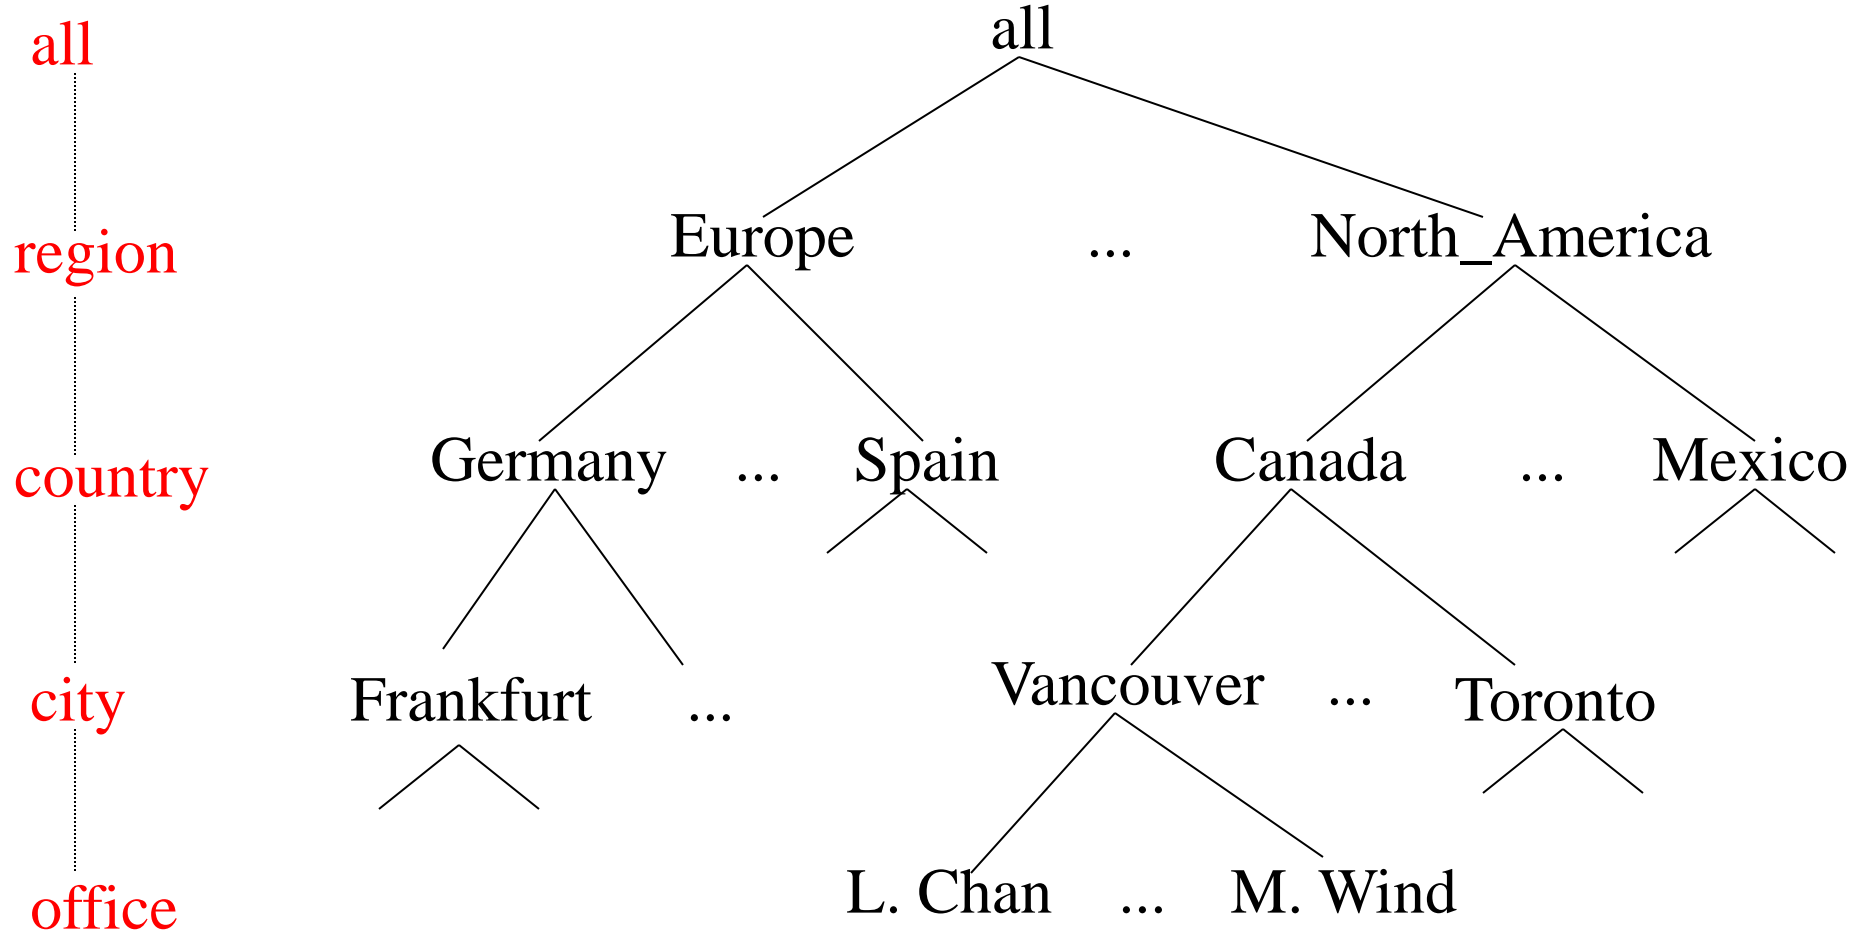 all all
region Europe ... North_America
country Germany ... Spain Canada ... Mexico
city Frankfurt ... Vancouver ... Toronto
office L. Chan ... M. Wind